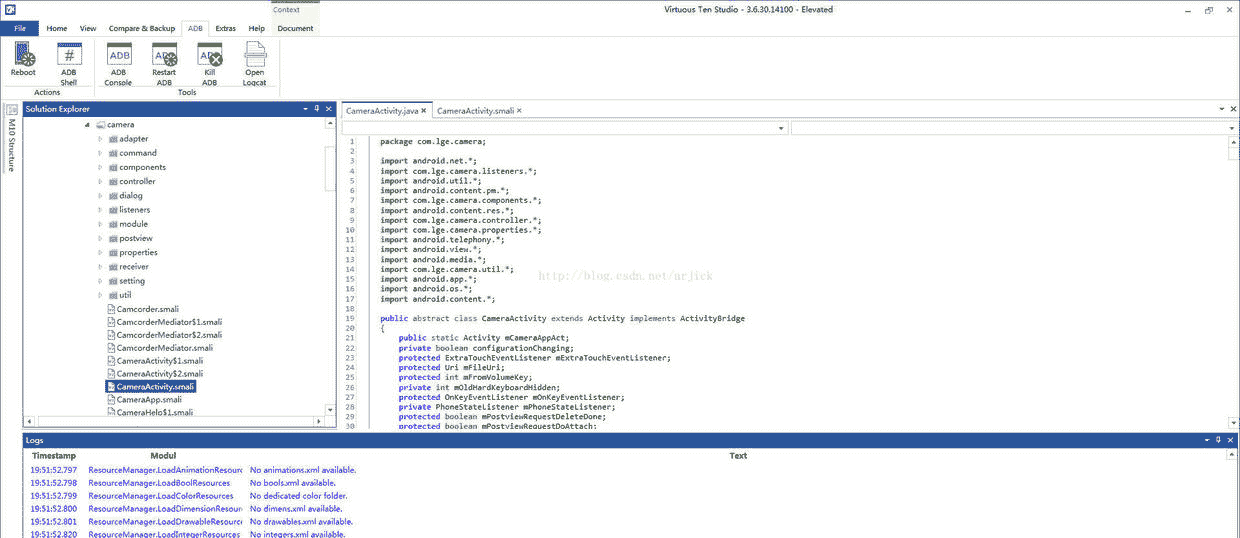 Context
Virtuous Ten Studio - 3.6.30.14100 - Elevated
File Home View Compare & Backup ADB Extras Help Document
Reboot ADB Shell ADB Console Restart ADB Kill ADB Open Logcat
Actions Tools
M10 Structure
Solution Explorer
camera
adapter
command
components
controller
dialog
listeners
module
postview
properties
receiver
setting
util
Camcorder.smali
CamcorderMediator$1.smali
CamcorderMediator$2.smali
CamcorderMediator.smali
CameraActivity$1.smali
CameraActivity$2.smali
CameraActivity.smali
CameraApp.smali
CameraHelp$1.smali
CameraActivity.java CameraActivity.smali
1 package com.lge.camera;
2
3 import android.net.*;
4 import com.lge.camera.listeners.*;
5 import android.util.*;
6 import android.content.pm.*;
7 import com.lge.camera.components.*;
8 import android.content.res.*;
9 import com.lge.camera.controller.*;
10 import com.lge.camera.properties.*;
11 import android.telephony.*;
12 import android.view.*;
13 import android.media.*;
14 import com.lge.camera.util.*;
15 import android.app.*;
16 import android.os.*;
17 import android.content.*;
18
19 public abstract class CameraActivity extends Activity implements ActivityBridge
20 {
21 public static Activity mCameraAppAct;
22 private boolean configurationChanging;
23 protected ExtraTouchEventListener mExtraTouchEventListener;
24 protected Uri mFileUri;
25 protected int mFromVolumeKey;
26 private int mOldHardKeyboardHidden;
27 protected OnKeyEventListener mOnKeyEventListener;
28 private PhoneStateListener mPhoneStateListener;
29 protected boolean mPostviewRequestDeleteDone;
30 protected boolean mPostviewRequestDoAttach;
http://blog.csdn.net/arjick
Logs
Timestamp Modul Text
19:51:52.797 ResourceManager.LoadAnimationResourc No animations.xml available.
19:51:52.798 ResourceManager.LoadBoolResources No bools.xml available.
19:51:52.799 ResourceManager.LoadColorResources No dedicated color folder.
19:51:52.800 ResourceManager.LoadDimensionResour No dimens.xml available.
19:51:52.801 ResourceManager.LoadDrawableResourc No drawables.xml available.
19:51:52.820 ResourceManager.LoadIntegerResources No integers.xml available.